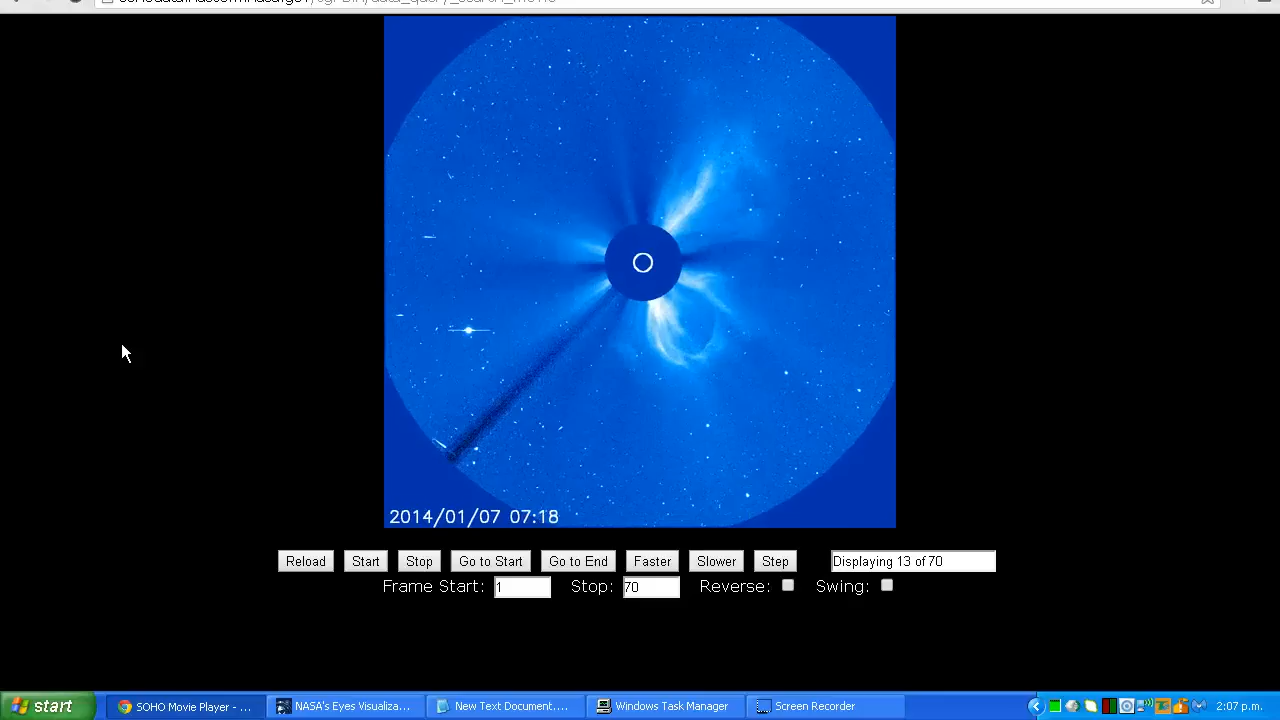 2014/01/07 07:18
Reload Start Stop Go to Start Go to End Faster Slower Step Displaying 13 of 70
Frame Start: 1 Stop: 70 Reverse: Swing:
start SOHO Movie Player - ... NASA's Eyes Visualiza... New Text Document.... Windows Task Manager Screen Recorder 2:07 p.m.